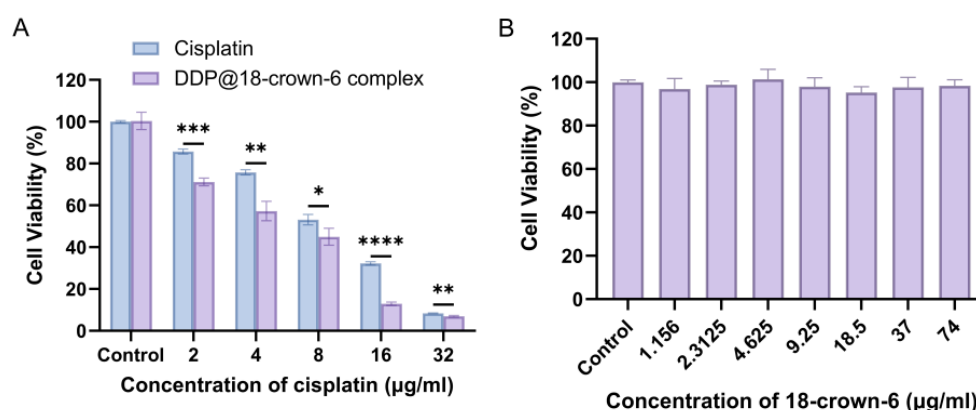 A
Cisplatin
DDP@18-crown-6 complex
Cell Viability (%)
120
100
80
60
40
20
0
***
**
*
****
**
Control 2 4 8 16 32
Concentration of cisplatin (μg/ml)
B
Cell Viability (%)
120
100
80
60
40
20
0
Control 1.156 2.3125 4.625 9.25 18.5 37 74
Concentration of 18-crown-6 (μg/ml)